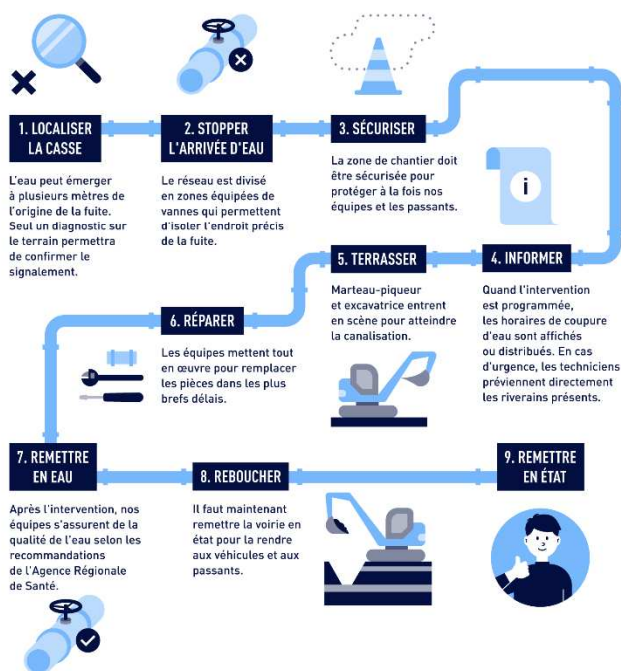 1. LOCALISER
LA CASSE
L'eau peut émerger
à plusieurs mètres de
l'origine de la fuite.
Seul un diagnostic sur
le terrain permettra
de confirmer le
signalement.
2. STOPPER
L'ARRIVÉE D'EAU
Le réseau est divisé
en zones équipées de
vannes qui permettent
d'isoler l'endroit précis
de la fuite.
3. SÉCURISER
La zone de chantier doit
être sécurisée pour
protéger à la fois nos
équipes et les passants.
i
4. INFORMER
Quand l'intervention
est programmée,
les horaires de coupure
d'eau sont affichés
ou distribués. En cas
d'urgence, les techniciens
préviennent directement
les riverains présents.
5. TERRASSER
Marteau-piqueur
et excavatrice entrent
en scène pour atteindre
la canalisation.
6. RÉPARER
Les équipes mettent tout
en œuvre pour remplacer
les pièces dans les plus
brefs délais.
7. REMETTRE
EN EAU
Après l'intervention, nos
équipes s'assurent de la
qualité de l'eau selon les
recommandations
de l'Agence Régionale
de Santé.
8. REBOUCHER
Il faut maintenant
remettre la voirie en
état pour la rendre
aux véhicules et aux
passants.
9. REMETTRE
EN ÉTAT